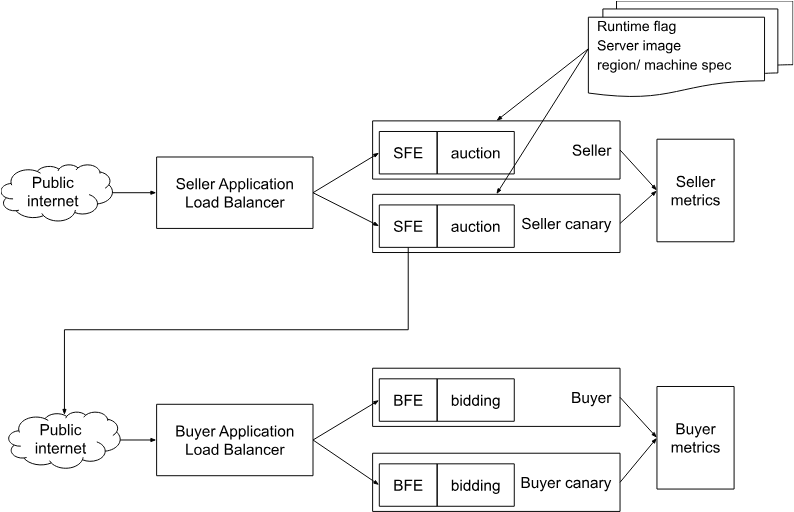 Runtime flag
Server image
region/ machine spec
SFE
auction
Seller
Public
internet
Seller Application
Load Balancer
Seller
metrics
SFE
auction
Seller canary
BFE
bidding
Buyer
Public
internet
Buyer Application
Load Balancer
Buyer
metrics
BFE
bidding
Buyer canary